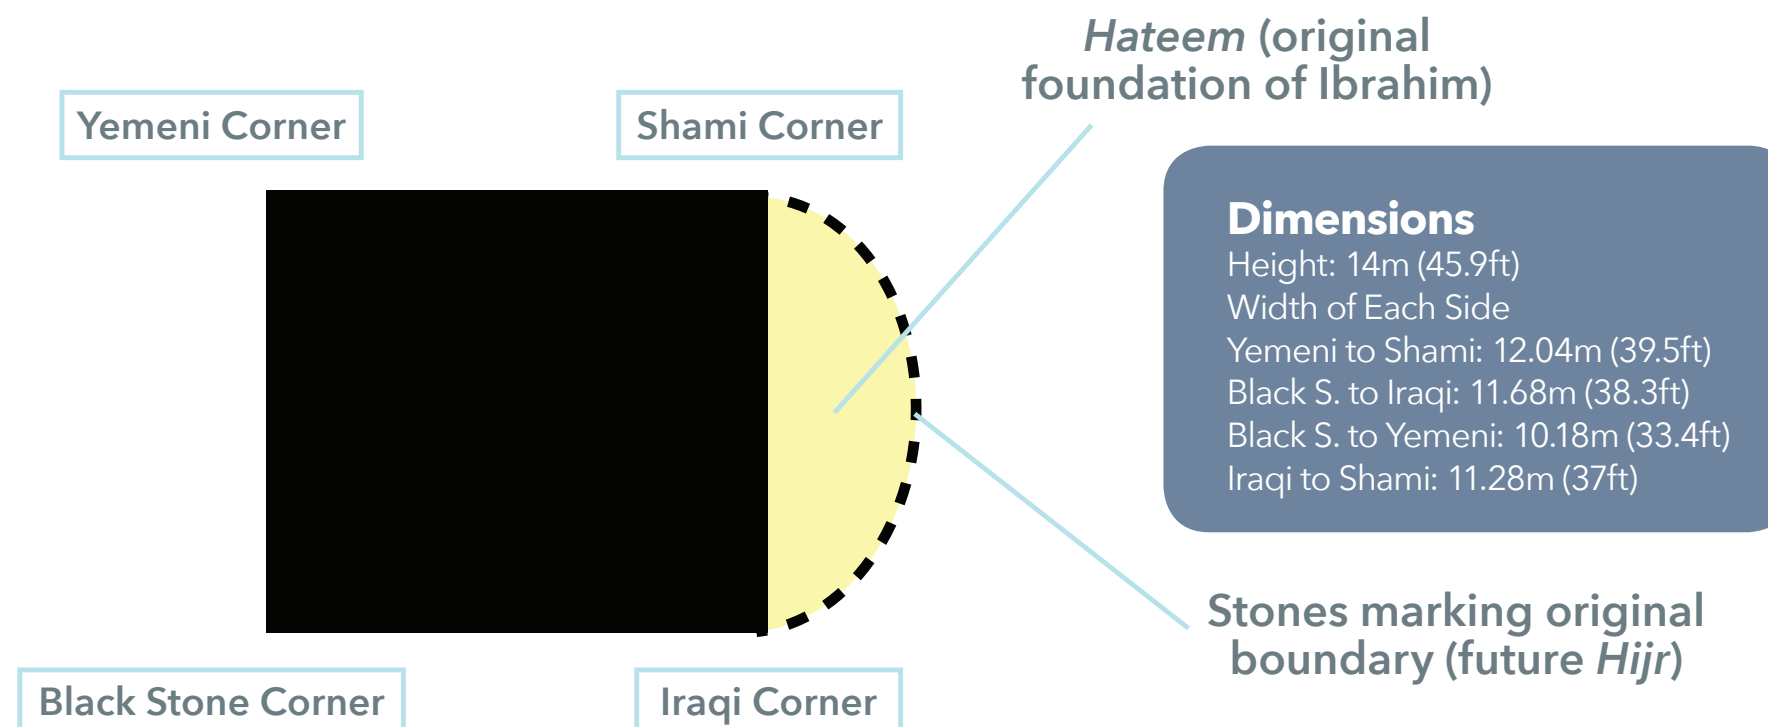 Hateem (original
foundation of Ibrahim)
Yemeni Corner
Shami Corner
Dimensions
Height: 14m (45.9ft)
Width of Each Side
Yemeni to Shami: 12.04m (39.5ft)
Black S. to Iraqi: 11.68m (38.3ft)
Black S. to Yemeni: 10.18m (33.4ft)
Iraqi to Shami: 11.28m (37ft)
Stones marking original
boundary (future Hijr)
Black Stone Corner
Iraqi Corner